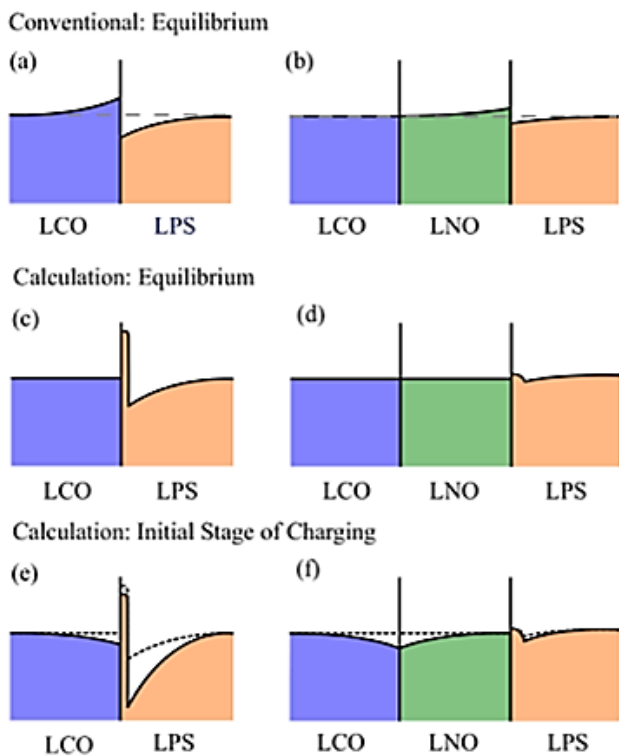 Conventional: Equilibrium
(a) (b)
LCO LPS LCO LNO LPS
Calculation: Equilibrium
(c) (d)
LCO LPS LCO LNO LPS
Calculation: Initial Stage of Charging
(e) (f)
LCO LPS LCO LNO LPS